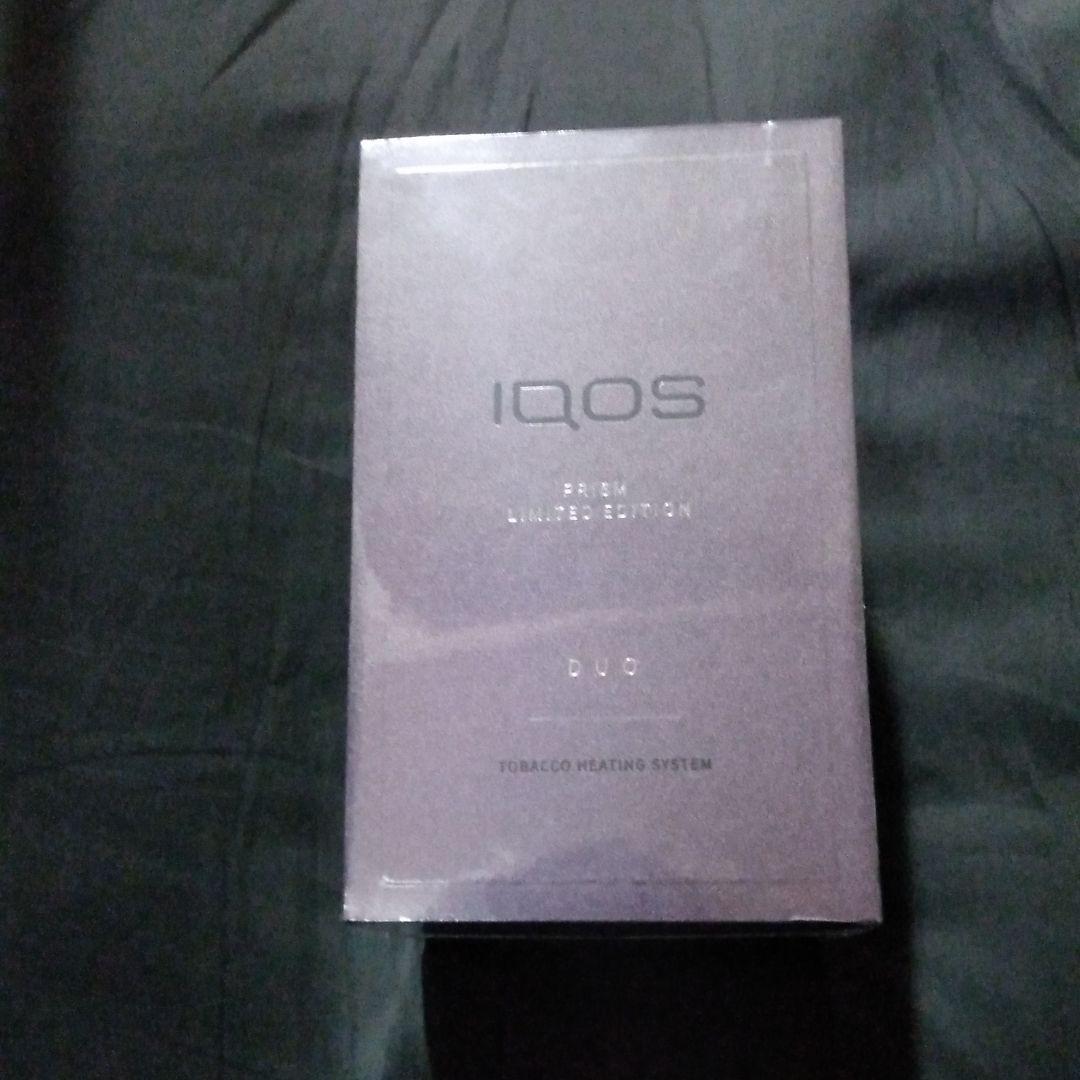 IQOS
PRISM
LIMITED EDITION
DUO
TOBACCO HEATING SYSTEM